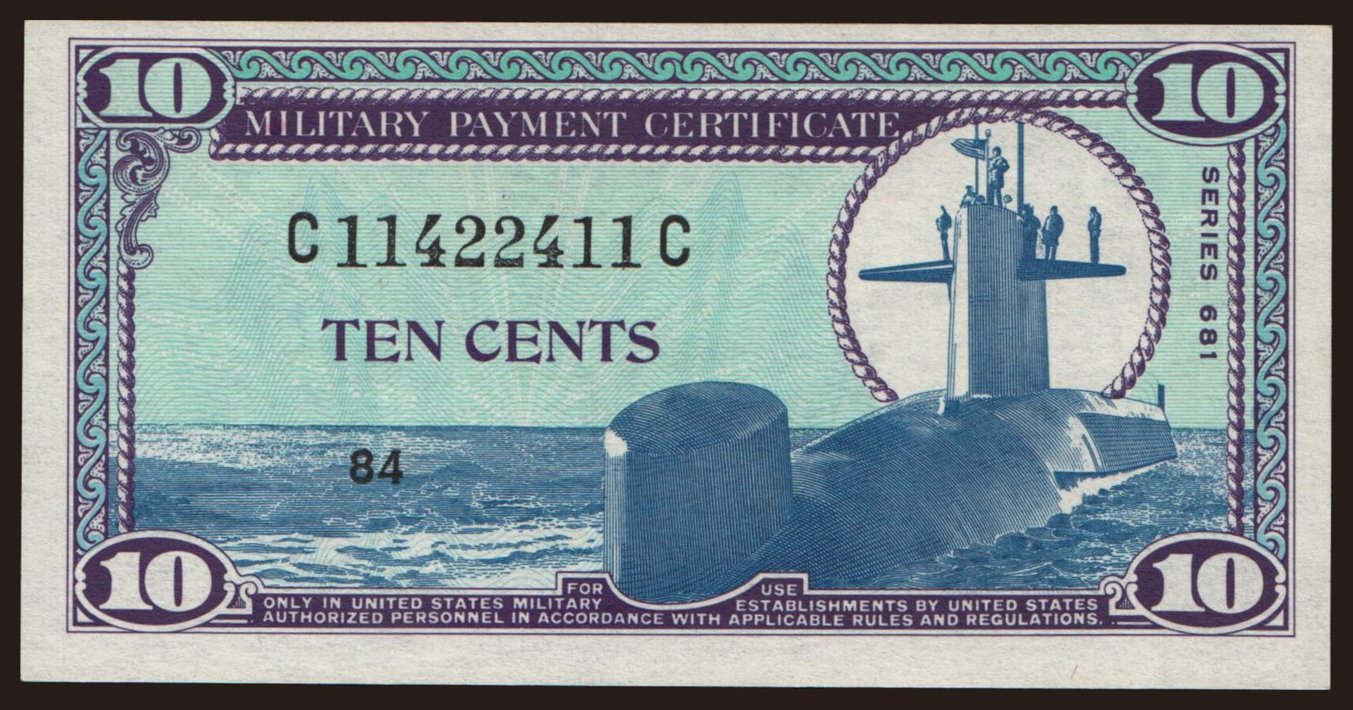 10 10
MILITARY PAYMENT CERTIFICATE
SERIES 681
C11422411C
TEN CENTS
84
10 10
FOR USE
ONLY IN UNITED STATES MILITARY ESTABLISHMENTS BY UNITED STATES
AUTHORIZED PERSONNEL IN ACCORDANCE WITH APPLICABLE RULES AND REGULATIONS.